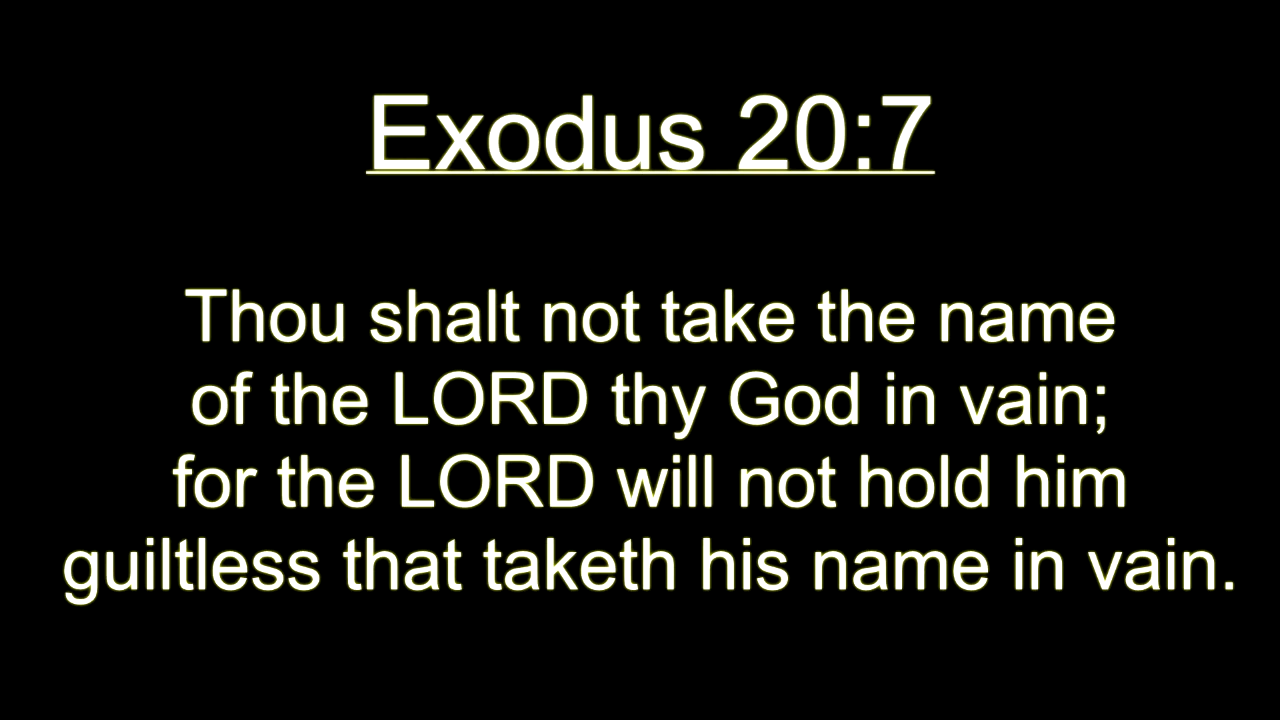 Exodus 20:7
Thou shalt not take the name
of the LORD thy God in vain;
for the LORD will not hold him
guiltless that taketh his name in vain.